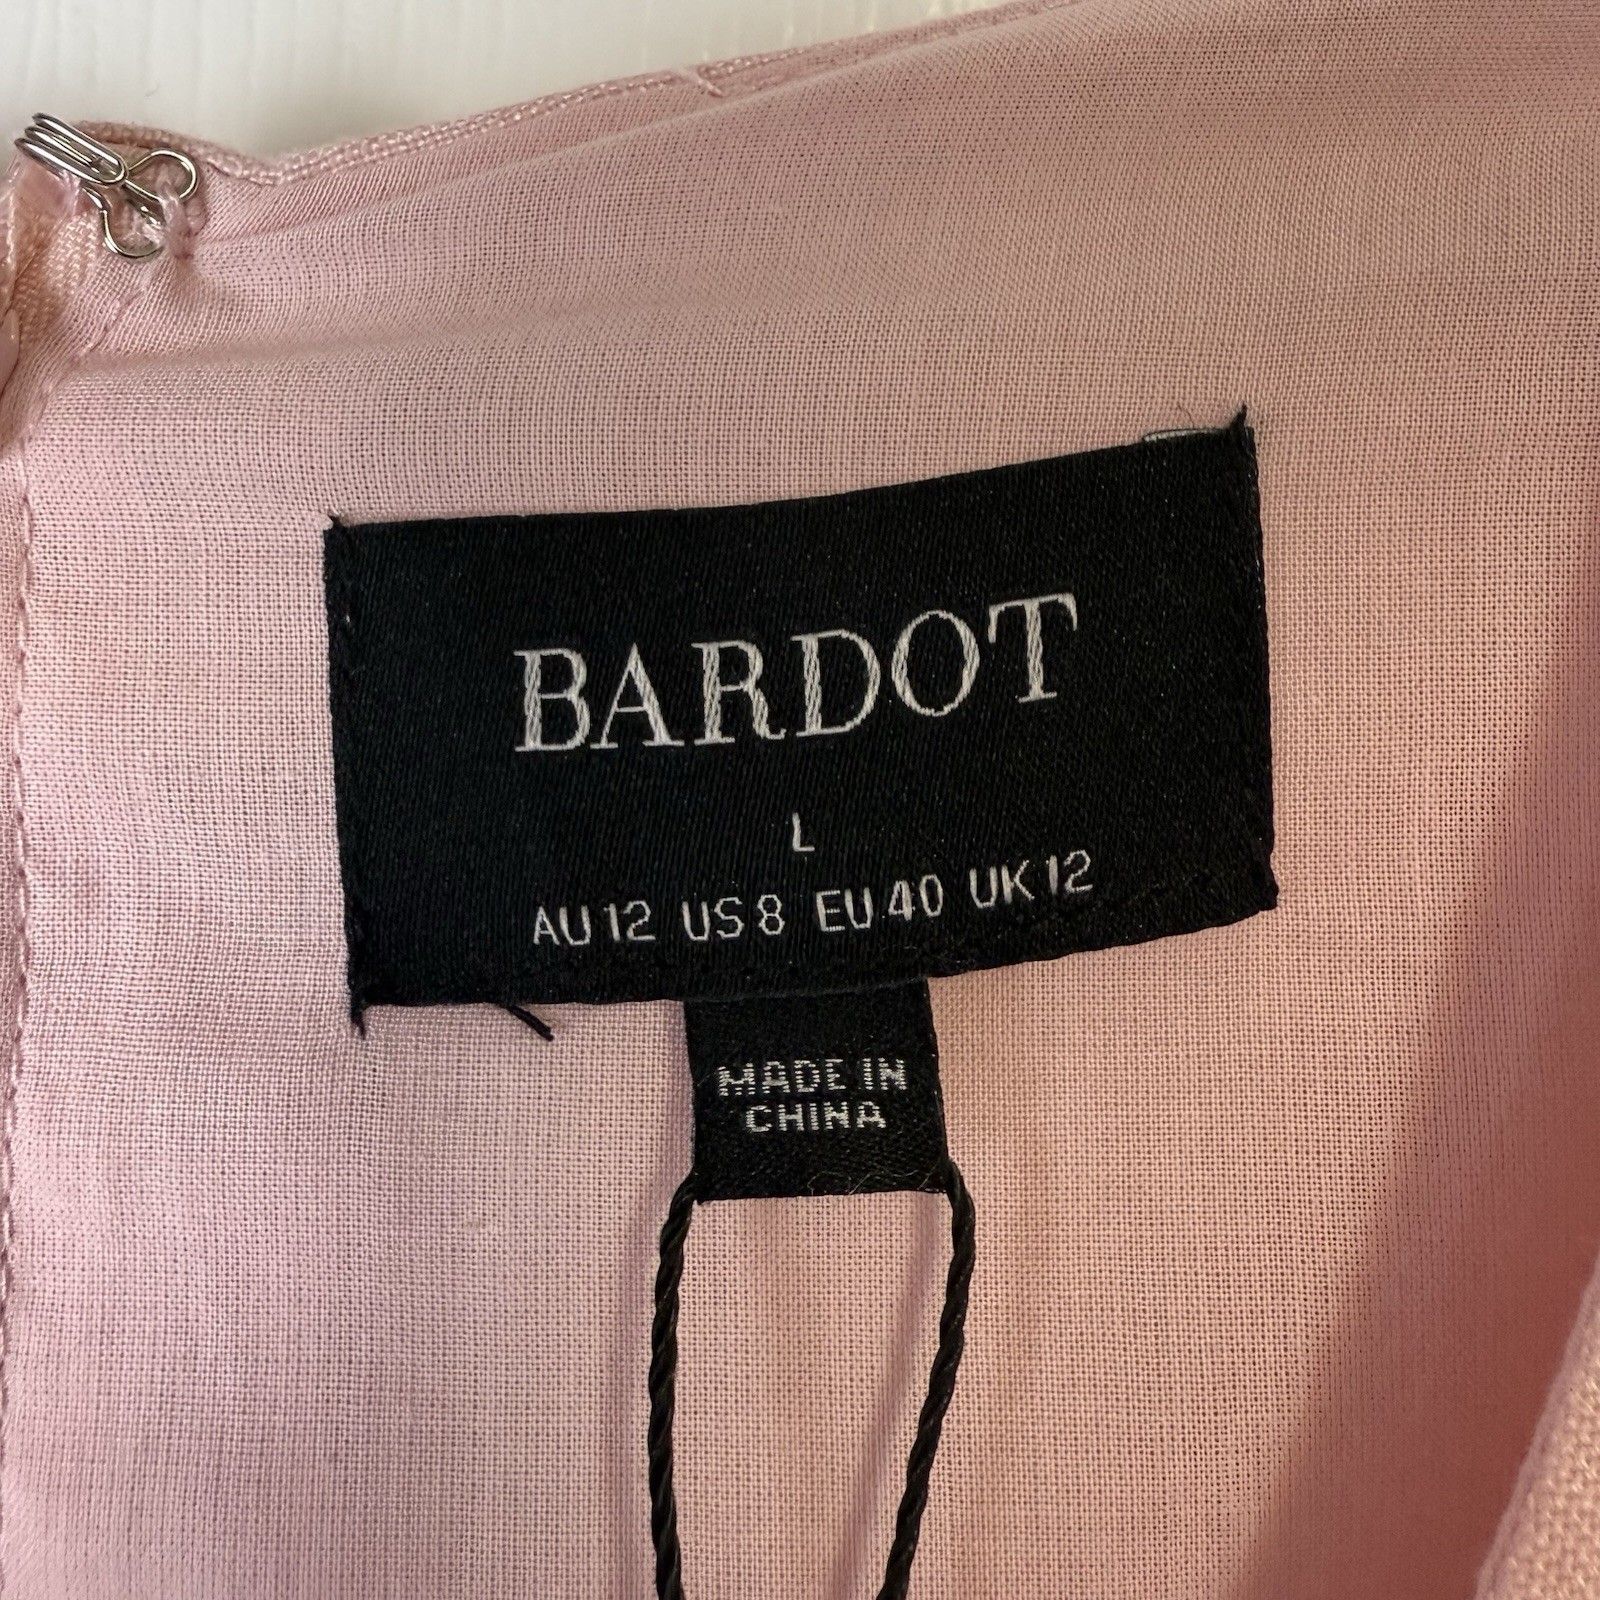 BARDOT
L
AU 12 US 8 EU 40 UK 12
MADE IN
CHINA